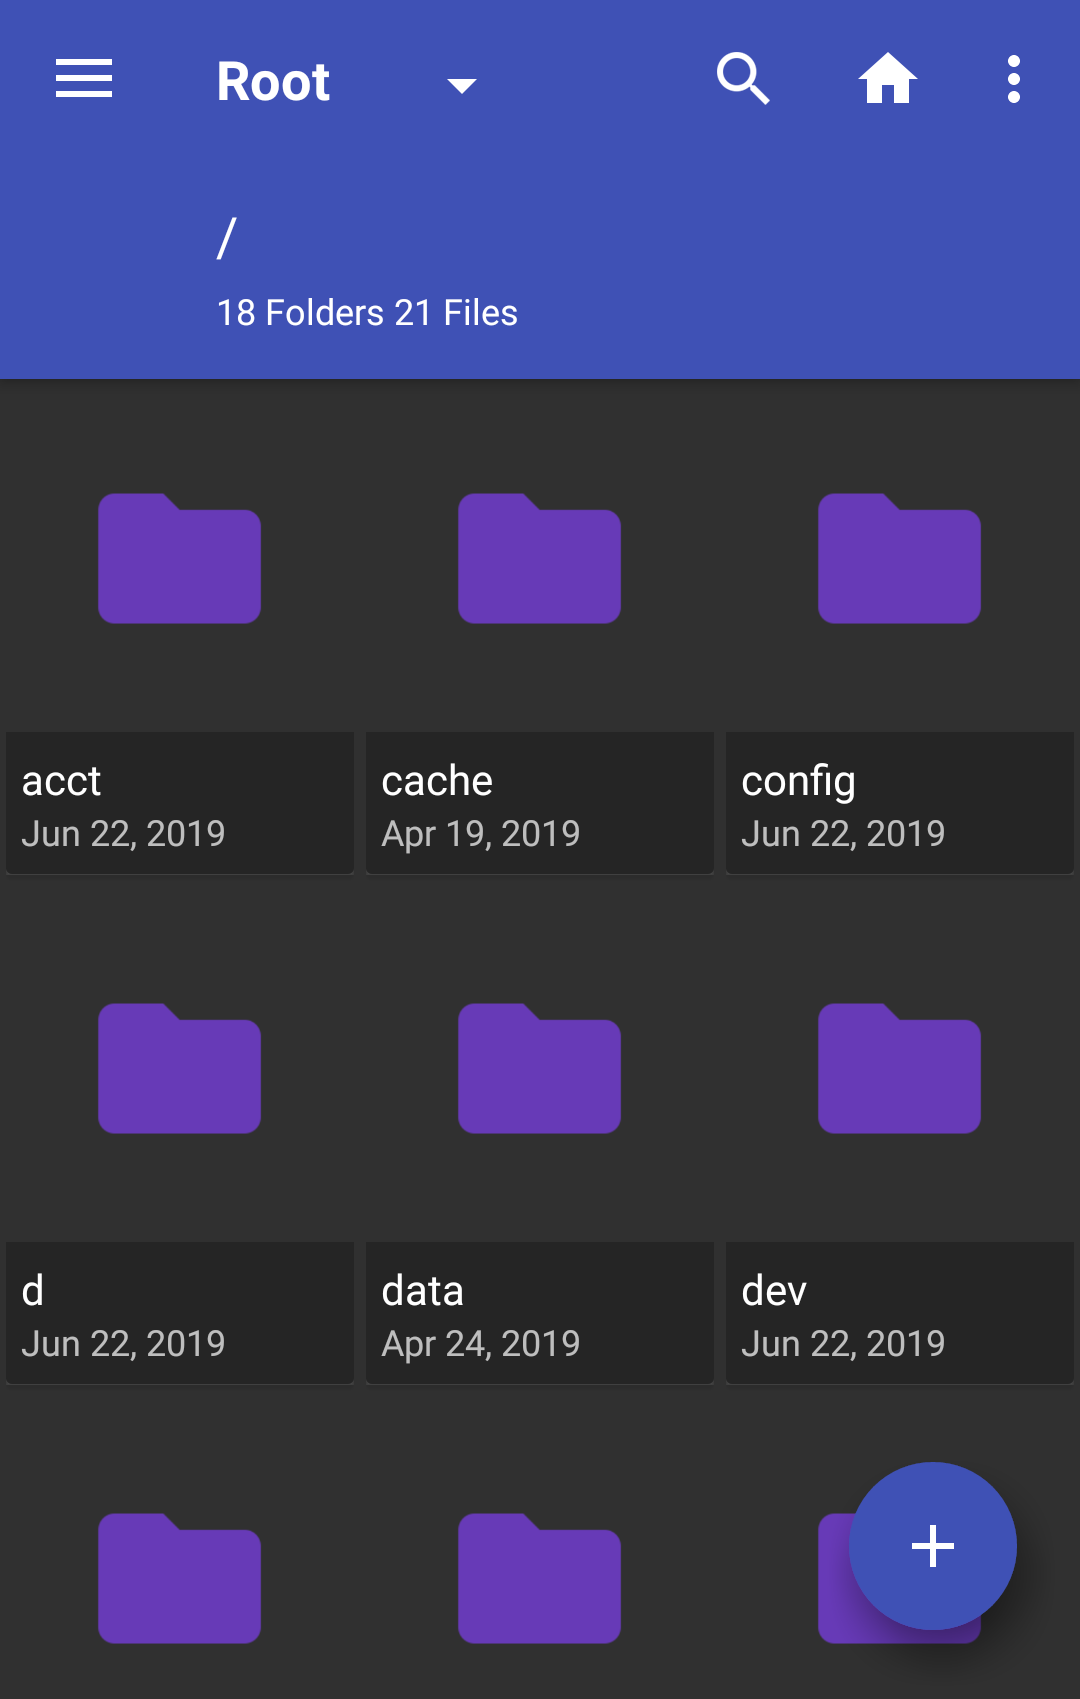 Root
/
18 Folders 21 Files
acct
Jun 22, 2019
cache
Apr 19, 2019
config
Jun 22, 2019
d
Jun 22, 2019
data
Apr 24, 2019
dev
Jun 22, 2019